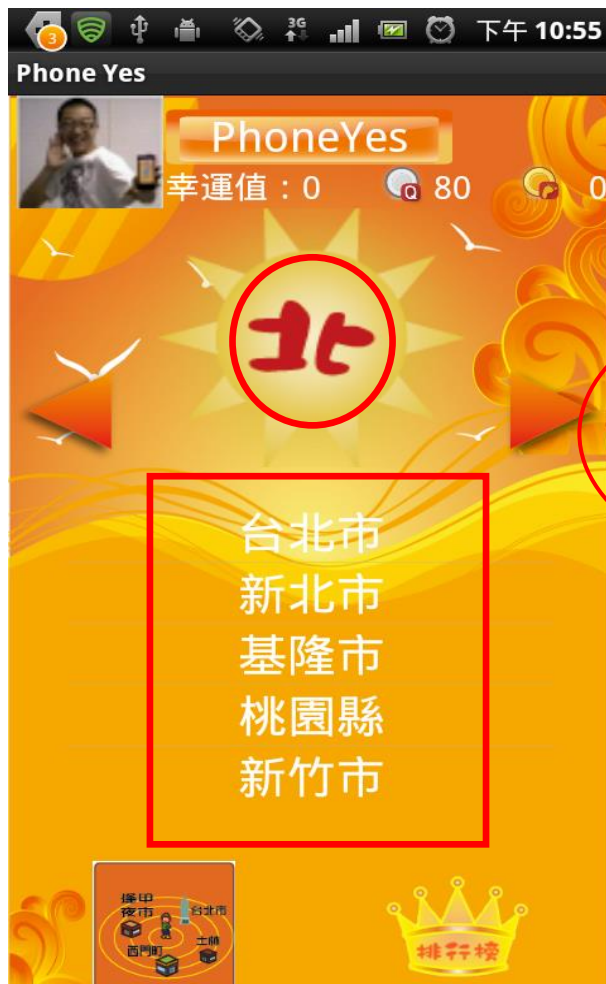 3
3G
下午 10:55
Phone Yes
PhoneYes
幸運值：0
Q
80
0
北
台北市
新北市
基隆市
桃園縣
新竹市
逢甲
夜市
台北市
士林
西門町
排行榜